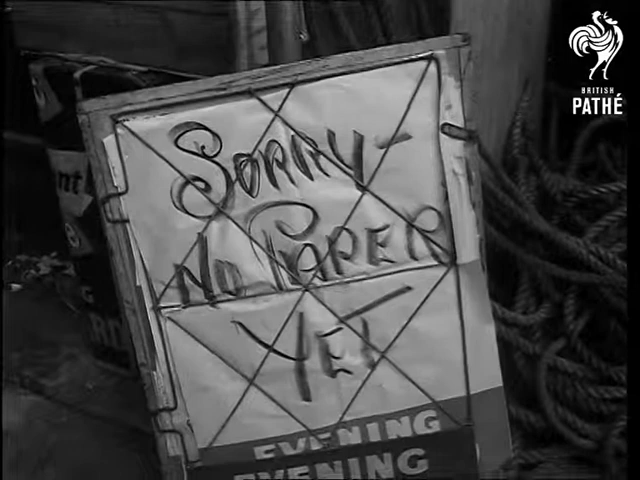 BRITISH
PATHÉ
SORRY-
NO PAPER
YET
EVENING
EVENING